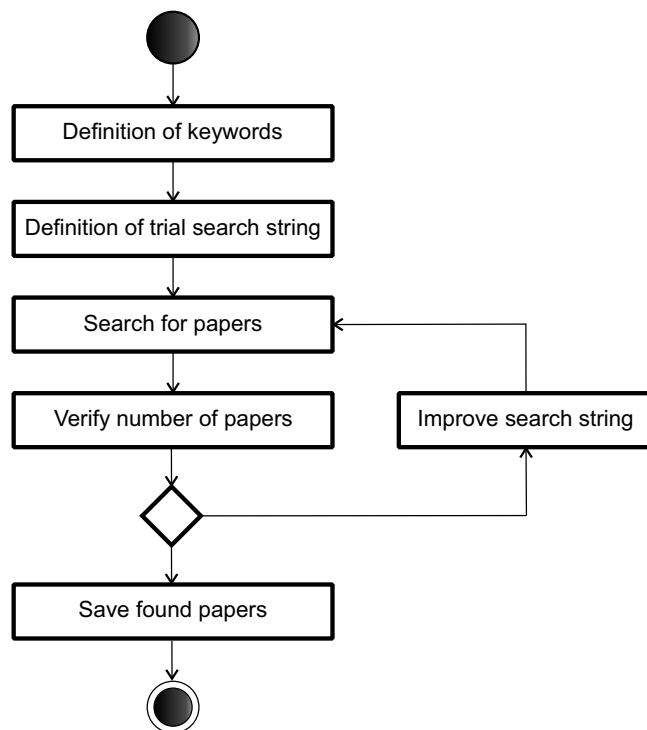 Definition of keywords
Definition of trial search string
Search for papers
Verify number of papers
Improve search string
Save found papers